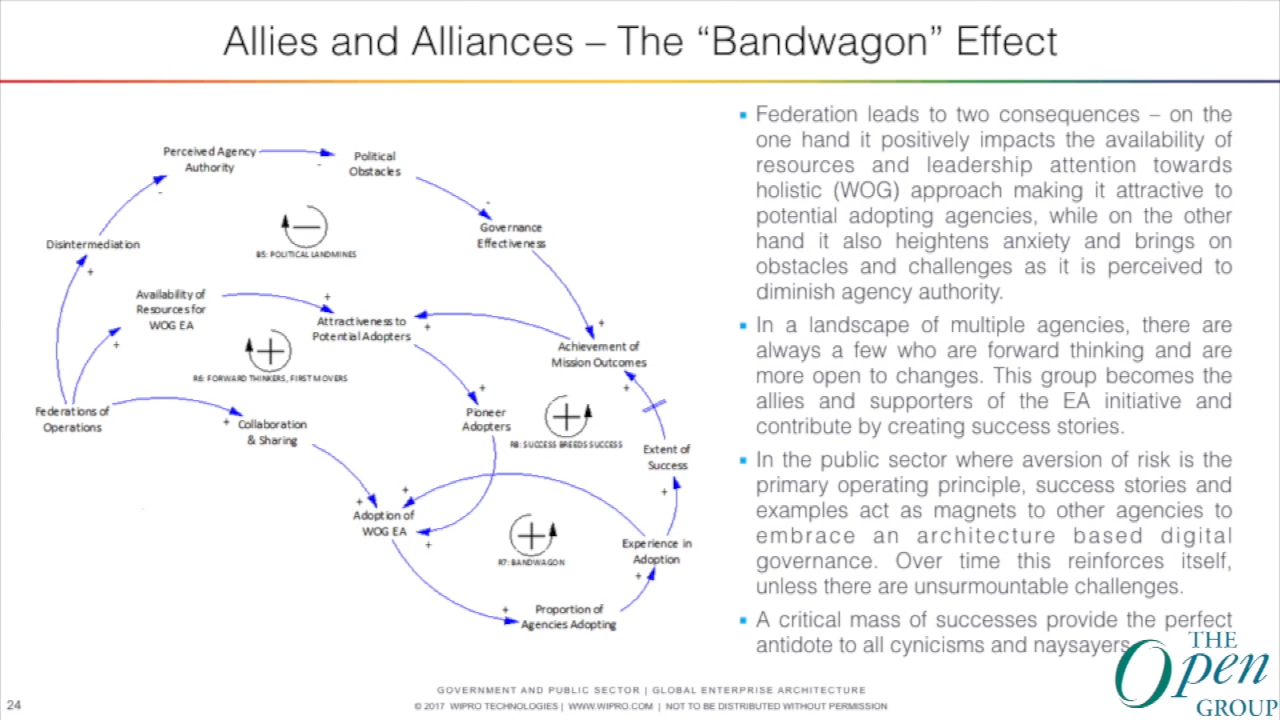 Allies and Alliances – The “Bandwagon” Effect
Perceived Agency
Authority
-
Political
Obstacles
-
-
Governance
Effectiveness
B5: POLITICAL LANDMINES
Disintermediation
+
Availability of
Resources for
WOG EA
+
+
Attractiveness to
Potential Adopters
+
+
Achievement of
Mission Outcomes
+
R6: FORWARD THINKERS, FIRST MOVERS
+
Pioneer
Adopters
R8: SUCCESS BREEDS SUCCESS
Federations of
Operations
+
Collaboration
& Sharing
Extent of
Success
+
+
+
Adoption of
WOG EA
+
R7: BANDWAGON
Experience in
Adoption
+
+
Proportion of
Agencies Adopting
▪ Federation leads to two consequences – on the
one hand it positively impacts the availability of
resources and leadership attention towards
holistic (WOG) approach making it attractive to
potential adopting agencies, while on the other
hand it also heightens anxiety and brings on
obstacles and challenges as it is perceived to
diminish agency authority.
▪ In a landscape of multiple agencies, there are
always a few who are forward thinking and are
more open to changes. This group becomes the
allies and supporters of the EA initiative and
contribute by creating success stories.
▪ In the public sector where aversion of risk is the
primary operating principle, success stories and
examples act as magnets to other agencies to
embrace an architecture based digital
governance. Over time this reinforces itself,
unless there are unsurmountable challenges.
▪ A critical mass of successes provide the perfect
antidote to all cynicisms and naysayers
THE
Open
GROUP
24
GOVERNMENT AND PUBLIC SECTOR | GLOBAL ENTERPRISE ARCHITECTURE
© 2017 WIPRO TECHNOLOGIES | WWW.WIPRO.COM | NOT TO BE DISTRIBUTED WITHOUT PERMISSION